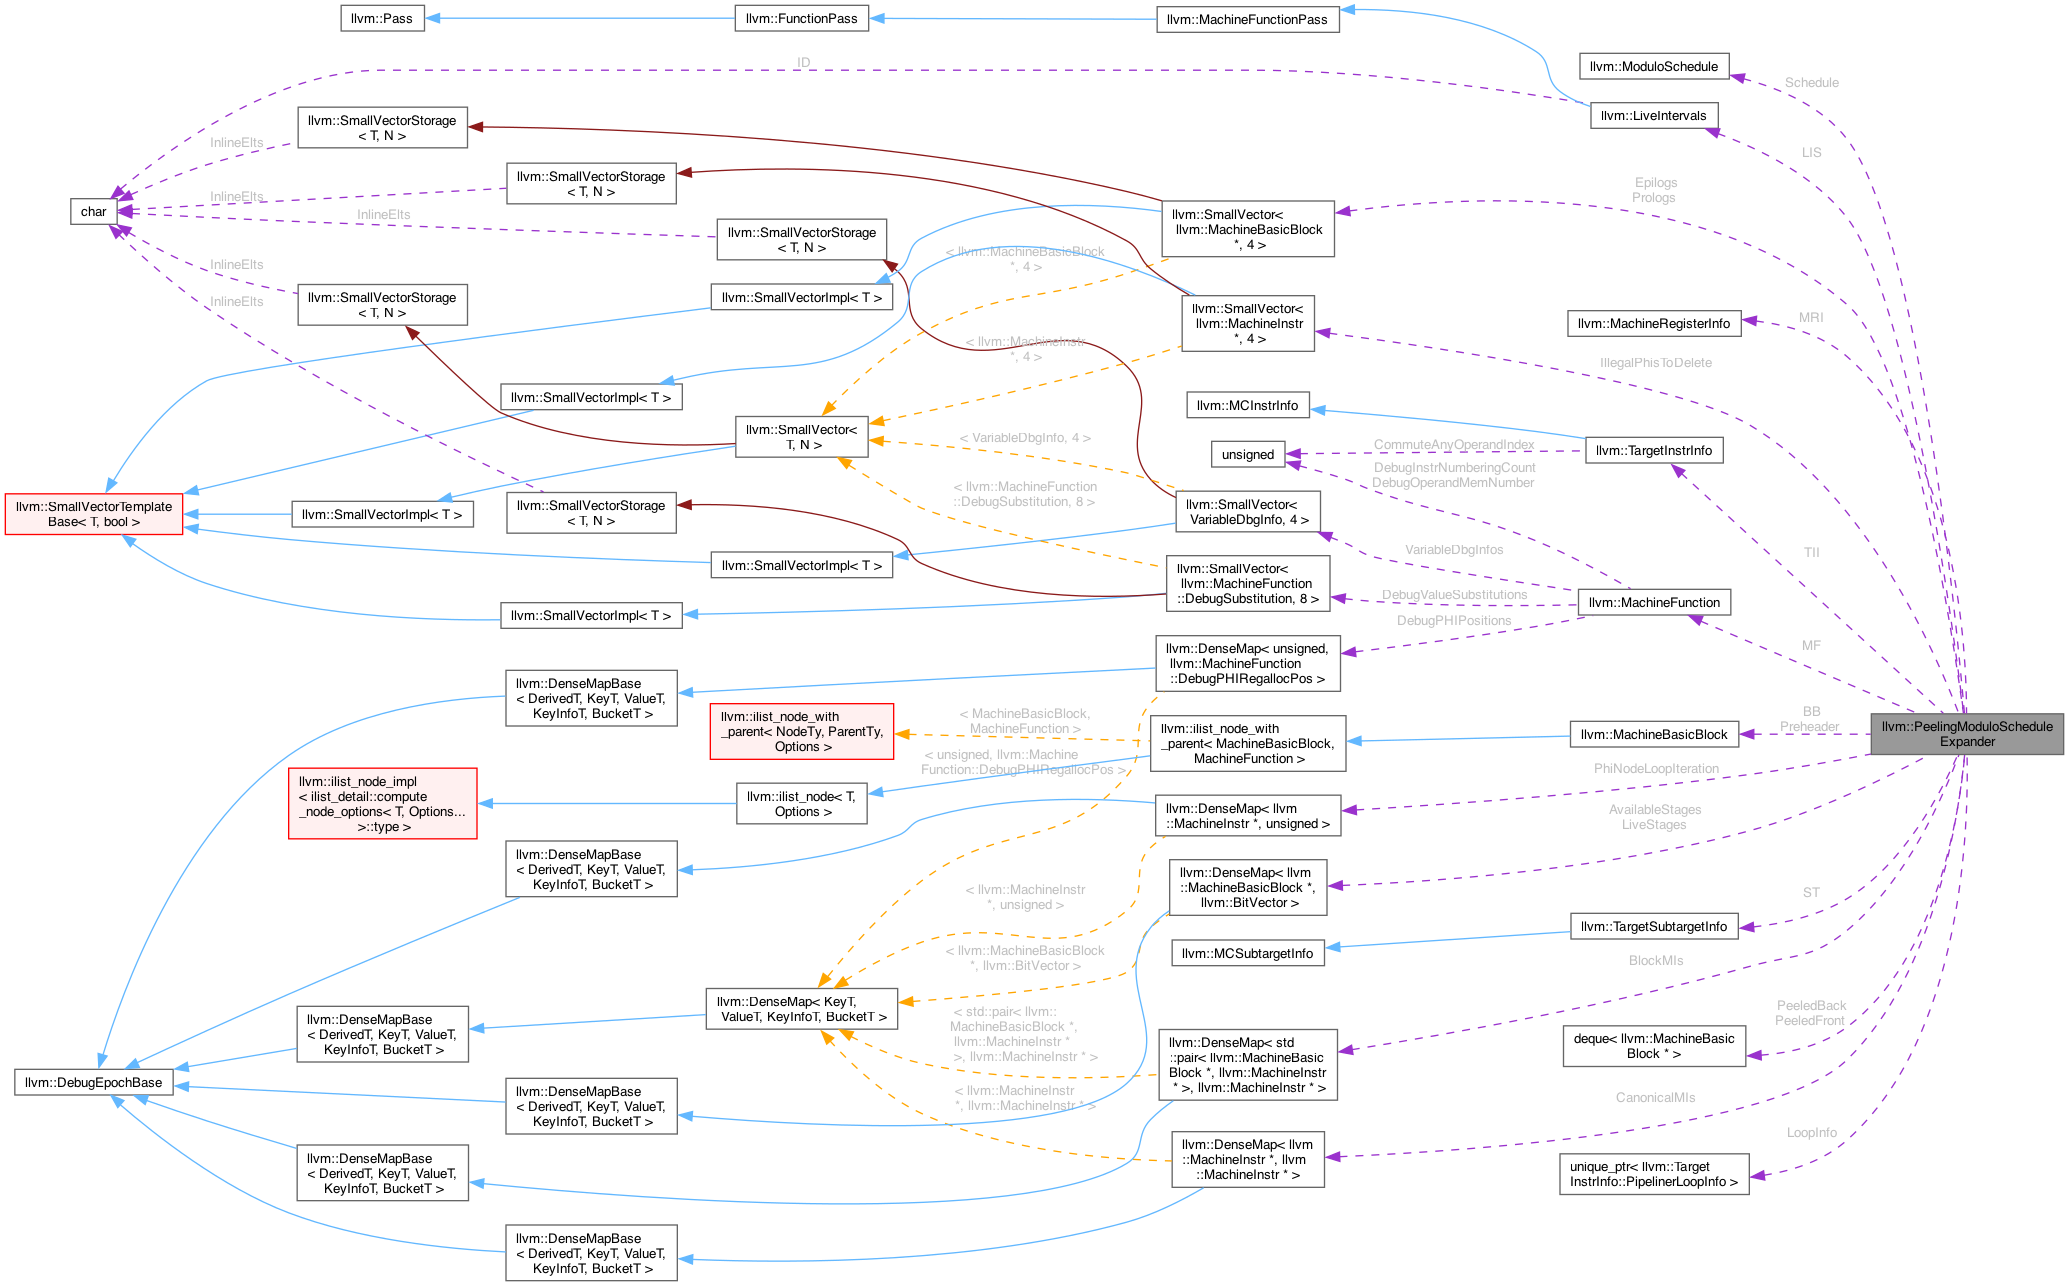 llvm::Pass
llvm::FunctionPass
llvm::MachineFunctionPass
llvm::ModuloSchedule
Schedule
ID
llvm::LiveIntervals
LIS
llvm::SmallVectorStorage
< T, N >
InlineElts
llvm::SmallVectorStorage
< T, N >
InlineElts
char
InlineElts
llvm::SmallVectorStorage
< T, N >
llvm::SmallVector<
llvm::MachineBasicBlock
*, 4 >
Epilogs
Prologs
< llvm::MachineBasicBlock
*, 4 >
InlineElts
llvm::SmallVectorStorage
< T, N >
InlineElts
llvm::SmallVectorImpl< T >
llvm::SmallVector<
llvm::MachineInstr
*, 4 >
llvm::MachineRegisterInfo
MRI
< llvm::MachineInstr
*, 4 >
IllegalPhisToDelete
llvm::SmallVectorImpl< T >
llvm::MCInstrInfo
llvm::SmallVector<
T, N >
< VariableDbgInfo, 4 >
unsigned
CommuteAnyOperandIndex
llvm::TargetInstrInfo
DebugInstrNumberingCount
DebugOperandMemNumber
< llvm::MachineFunction
::DebugSubstitution, 8 >
llvm::SmallVectorTemplate
Base< T, bool >
llvm::SmallVectorImpl< T >
llvm::SmallVectorStorage
< T, N >
llvm::SmallVector<
VariableDbgInfo, 4 >
TII
VariableDbgInfos
llvm::SmallVectorImpl< T >
llvm::SmallVector<
llvm::MachineFunction
::DebugSubstitution, 8 >
DebugValueSubstitutions
llvm::MachineFunction
llvm::SmallVectorImpl< T >
DebugPHIPositions
MF
llvm::DenseMap< unsigned,
llvm::MachineFunction
::DebugPHIRegallocPos >
llvm::DenseMapBase
< DerivedT, KeyT, ValueT,
KeyInfoT, BucketT >
llvm::ilist_node_with
_parent< NodeTy, ParentTy,
Options >
< MachineBasicBlock,
MachineFunction >
llvm::ilist_node_with
_parent< MachineBasicBlock,
MachineFunction >
llvm::MachineBasicBlock
BB
Preheader
llvm::PeelingModuloSchedule
Expander
< unsigned, llvm::Machine
Function::DebugPHIRegallocPos >
PhiNodeLoopIteration
llvm::ilist_node_impl
< ilist_detail::compute
_node_options< T, Options...
>::type >
llvm::ilist_node< T,
Options >
llvm::DenseMap< llvm
::MachineInstr *, unsigned >
AvailableStages
LiveStages
llvm::DenseMapBase
< DerivedT, KeyT, ValueT,
KeyInfoT, BucketT >
< llvm::MachineInstr
*, unsigned >
llvm::DenseMap< llvm
::MachineBasicBlock *,
llvm::BitVector >
ST
llvm::TargetSubtargetInfo
llvm::MCSubtargetInfo
< llvm::MachineBasicBlock
*, llvm::BitVector >
BlockMIs
llvm::DenseMap< KeyT,
ValueT, KeyInfoT, BucketT >
< std::pair< llvm::
MachineBasicBlock *,
llvm::MachineInstr *
>, llvm::MachineInstr * >
PeeledBack
PeeledFront
llvm::DenseMapBase
< DerivedT, KeyT, ValueT,
KeyInfoT, BucketT >
llvm::DenseMap< std
::pair< llvm::MachineBasic
Block *, llvm::MachineInstr
* >, llvm::MachineInstr * >
deque< llvm::MachineBasic
Block * >
llvm::DebugEpochBase
llvm::DenseMapBase
< DerivedT, KeyT, ValueT,
KeyInfoT, BucketT >
< llvm::MachineInstr
*, llvm::MachineInstr * >
CanonicalMIs
LoopInfo
llvm::DenseMapBase
< DerivedT, KeyT, ValueT,
KeyInfoT, BucketT >
llvm::DenseMap< llvm
::MachineInstr *, llvm
::MachineInstr * >
unique_ptr< llvm::Target
InstrInfo::PipelinerLoopInfo >
llvm::DenseMapBase
< DerivedT, KeyT, ValueT,
KeyInfoT, BucketT >